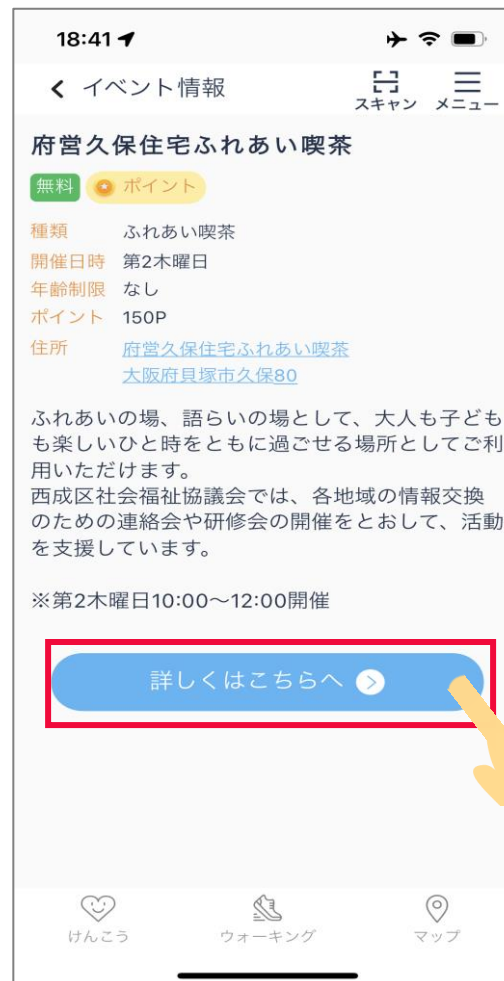 18:41
イベント情報
スキャン
メニュー
府営久保住宅ふれあい喫茶
無料 ポイント
種類 ふれあい喫茶
開催日時 第2木曜日
年齢制限 なし
ポイント 150P
住所 府営久保住宅ふれあい喫茶
大阪府貝塚市久保80
ふれあいの場、語らいの場として、大人も子ども
も楽しいひと時をともに過ごせる場所としてご利
用いただけます。
西成区社会福祉協議会では、各地域の情報交換
のための連絡会や研修会の開催をとおして、活動
を支援しています。
※第2木曜日10:00〜12:00開催
詳しくはこちらへ
けんこう
ウォーキング
マップ